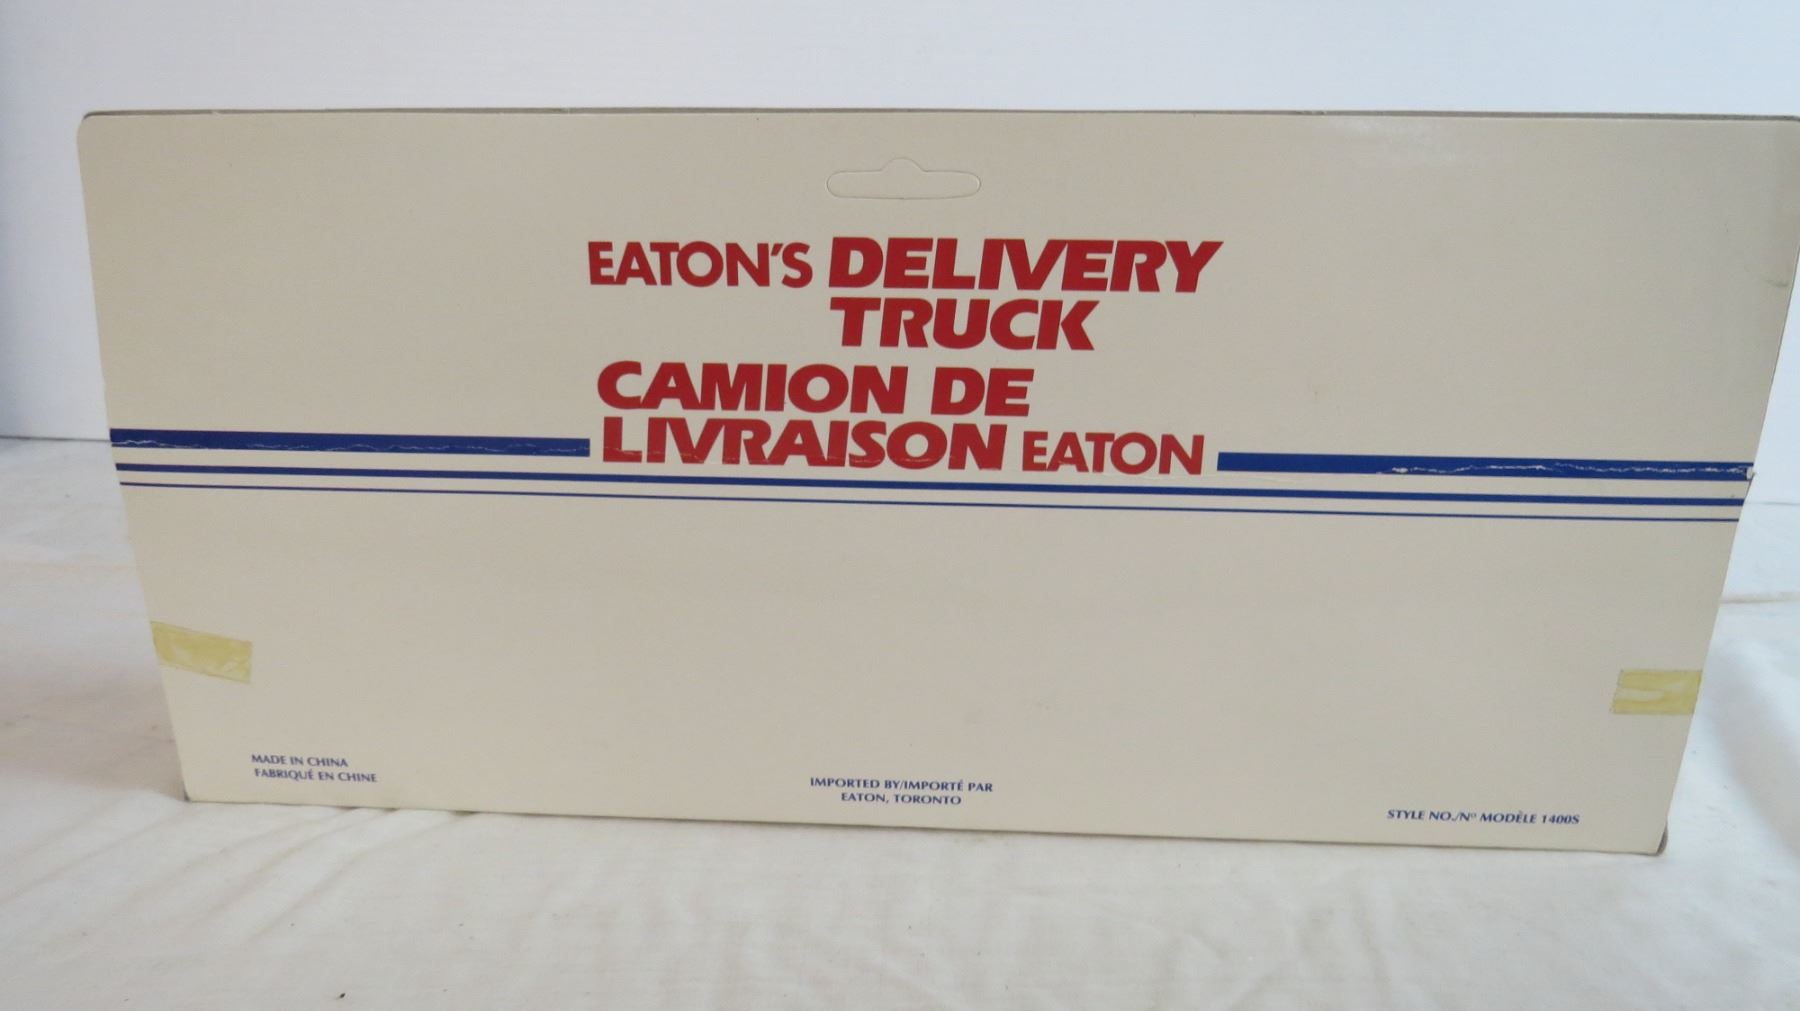 EATON'S DELIVERY
TRUCK
CAMION DE
LIVRAISON EATON
MADE IN CHINA
FABRIQUÉ EN CHINE
IMPORTED BY/IMPORTÉ PAR
EATON, TORONTO
STYLE NO./Nº MODÈLE 1400S